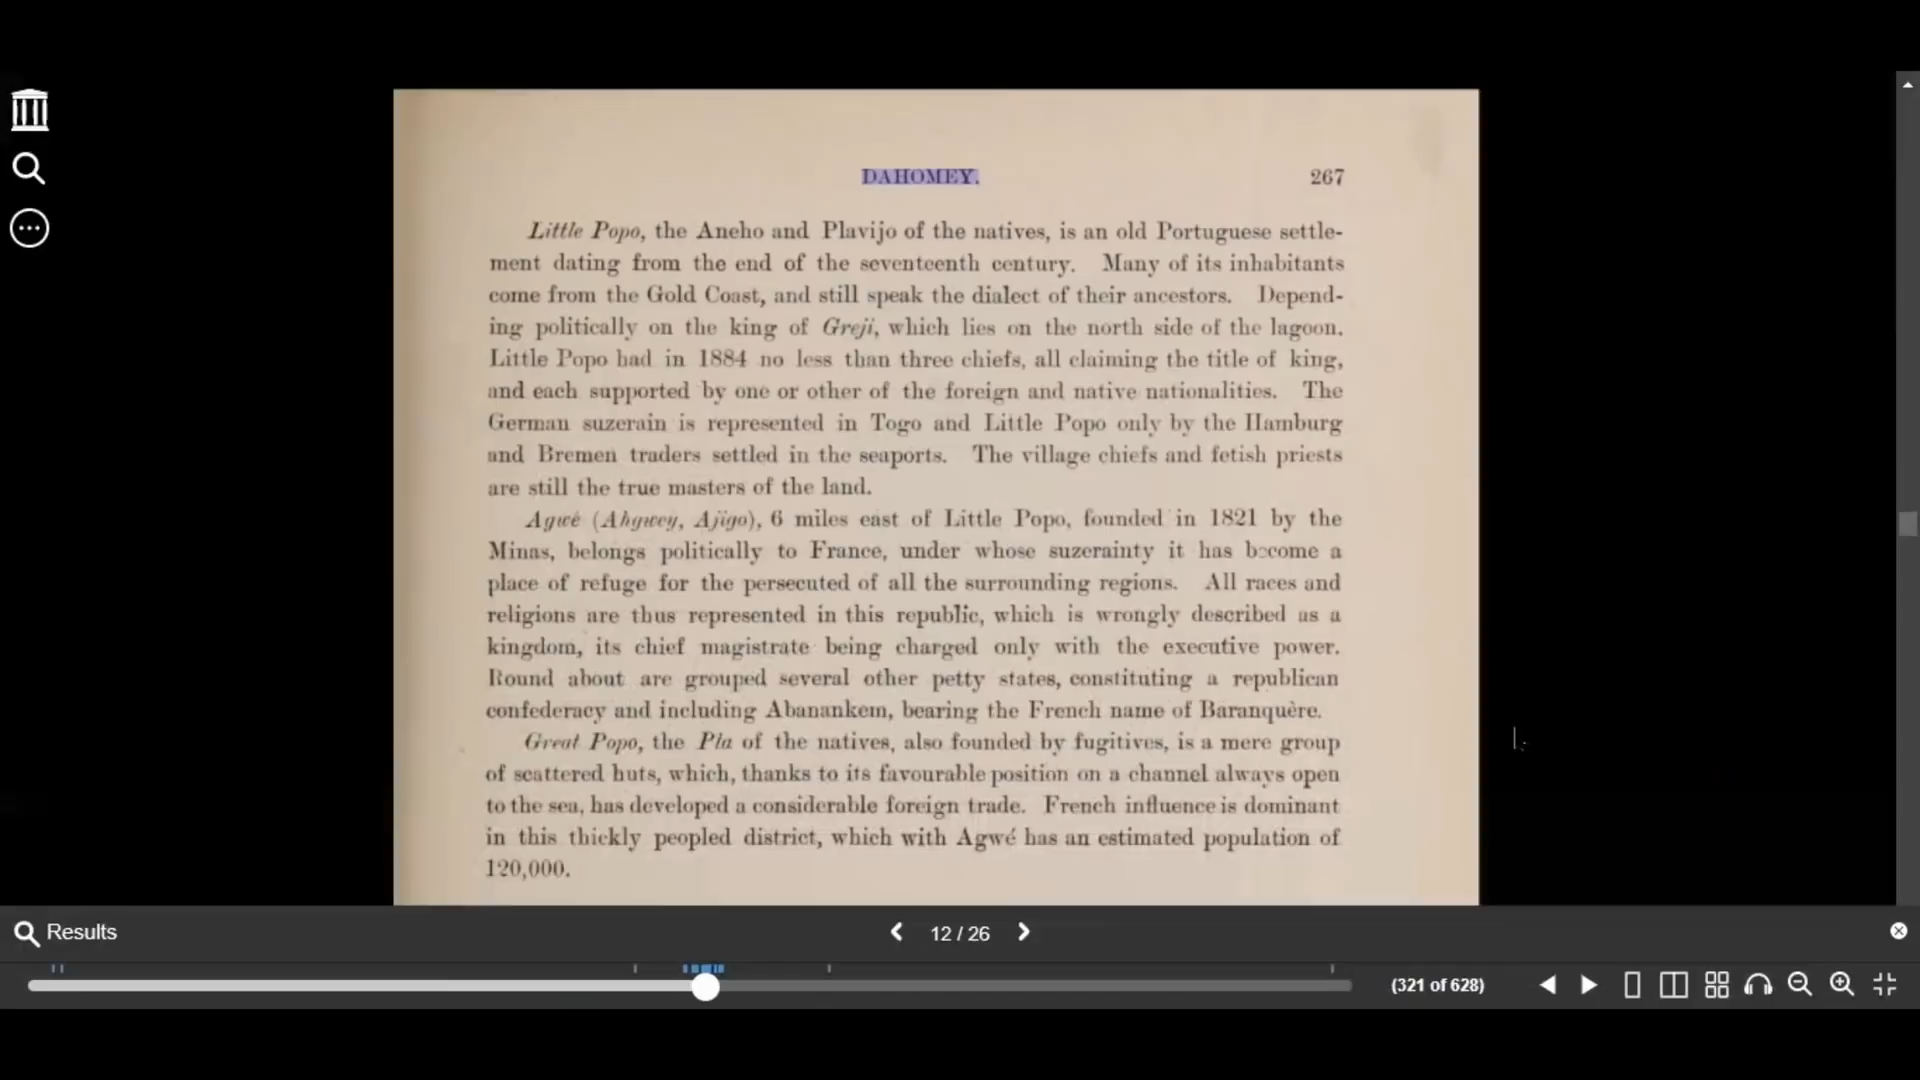 DAHOMEY. 267
Little Popo, the Aneho and Plavijo of the natives, is an old Portuguese settle-
ment dating from the end of the seventeenth century. Many of its inhabitants
come from the Gold Coast, and still speak the dialect of their ancestors. Depend-
ing politically on the king of Greji, which lies on the north side of the lagoon.
Little Popo had in 1884 no less than three chiefs, all claiming the title of king,
and each supported by one or other of the foreign and native nationalities. The
German suzerain is represented in Togo and Little Popo only by the Hamburg
and Bremen traders settled in the seaports. The village chiefs and fetish priests
are still the true masters of the land.
Agwé (Ahgwey, Ajigo), 6 miles east of Little Popo, founded in 1821 by the
Minas, belongs politically to France, under whose suzerainty it has become a
place of refuge for the persecuted of all the surrounding regions. All races and
religions are thus represented in this republic, which is wrongly described as a
kingdom, its chief magistrate being charged only with the executive power.
Round about are grouped several other petty states, constituting a republican
confederacy and including Abanankem, bearing the French name of Baranquère.
Great Popo, the Pla of the natives, also founded by fugitives, is a mere group
of scattered huts, which, thanks to its favourable position on a channel always open
to the sea, has developed a considerable foreign trade. French influence is dominant
in this thickly peopled district, which with Agwé has an estimated population of
120,000.
Results
12 / 26
(321 of 628)